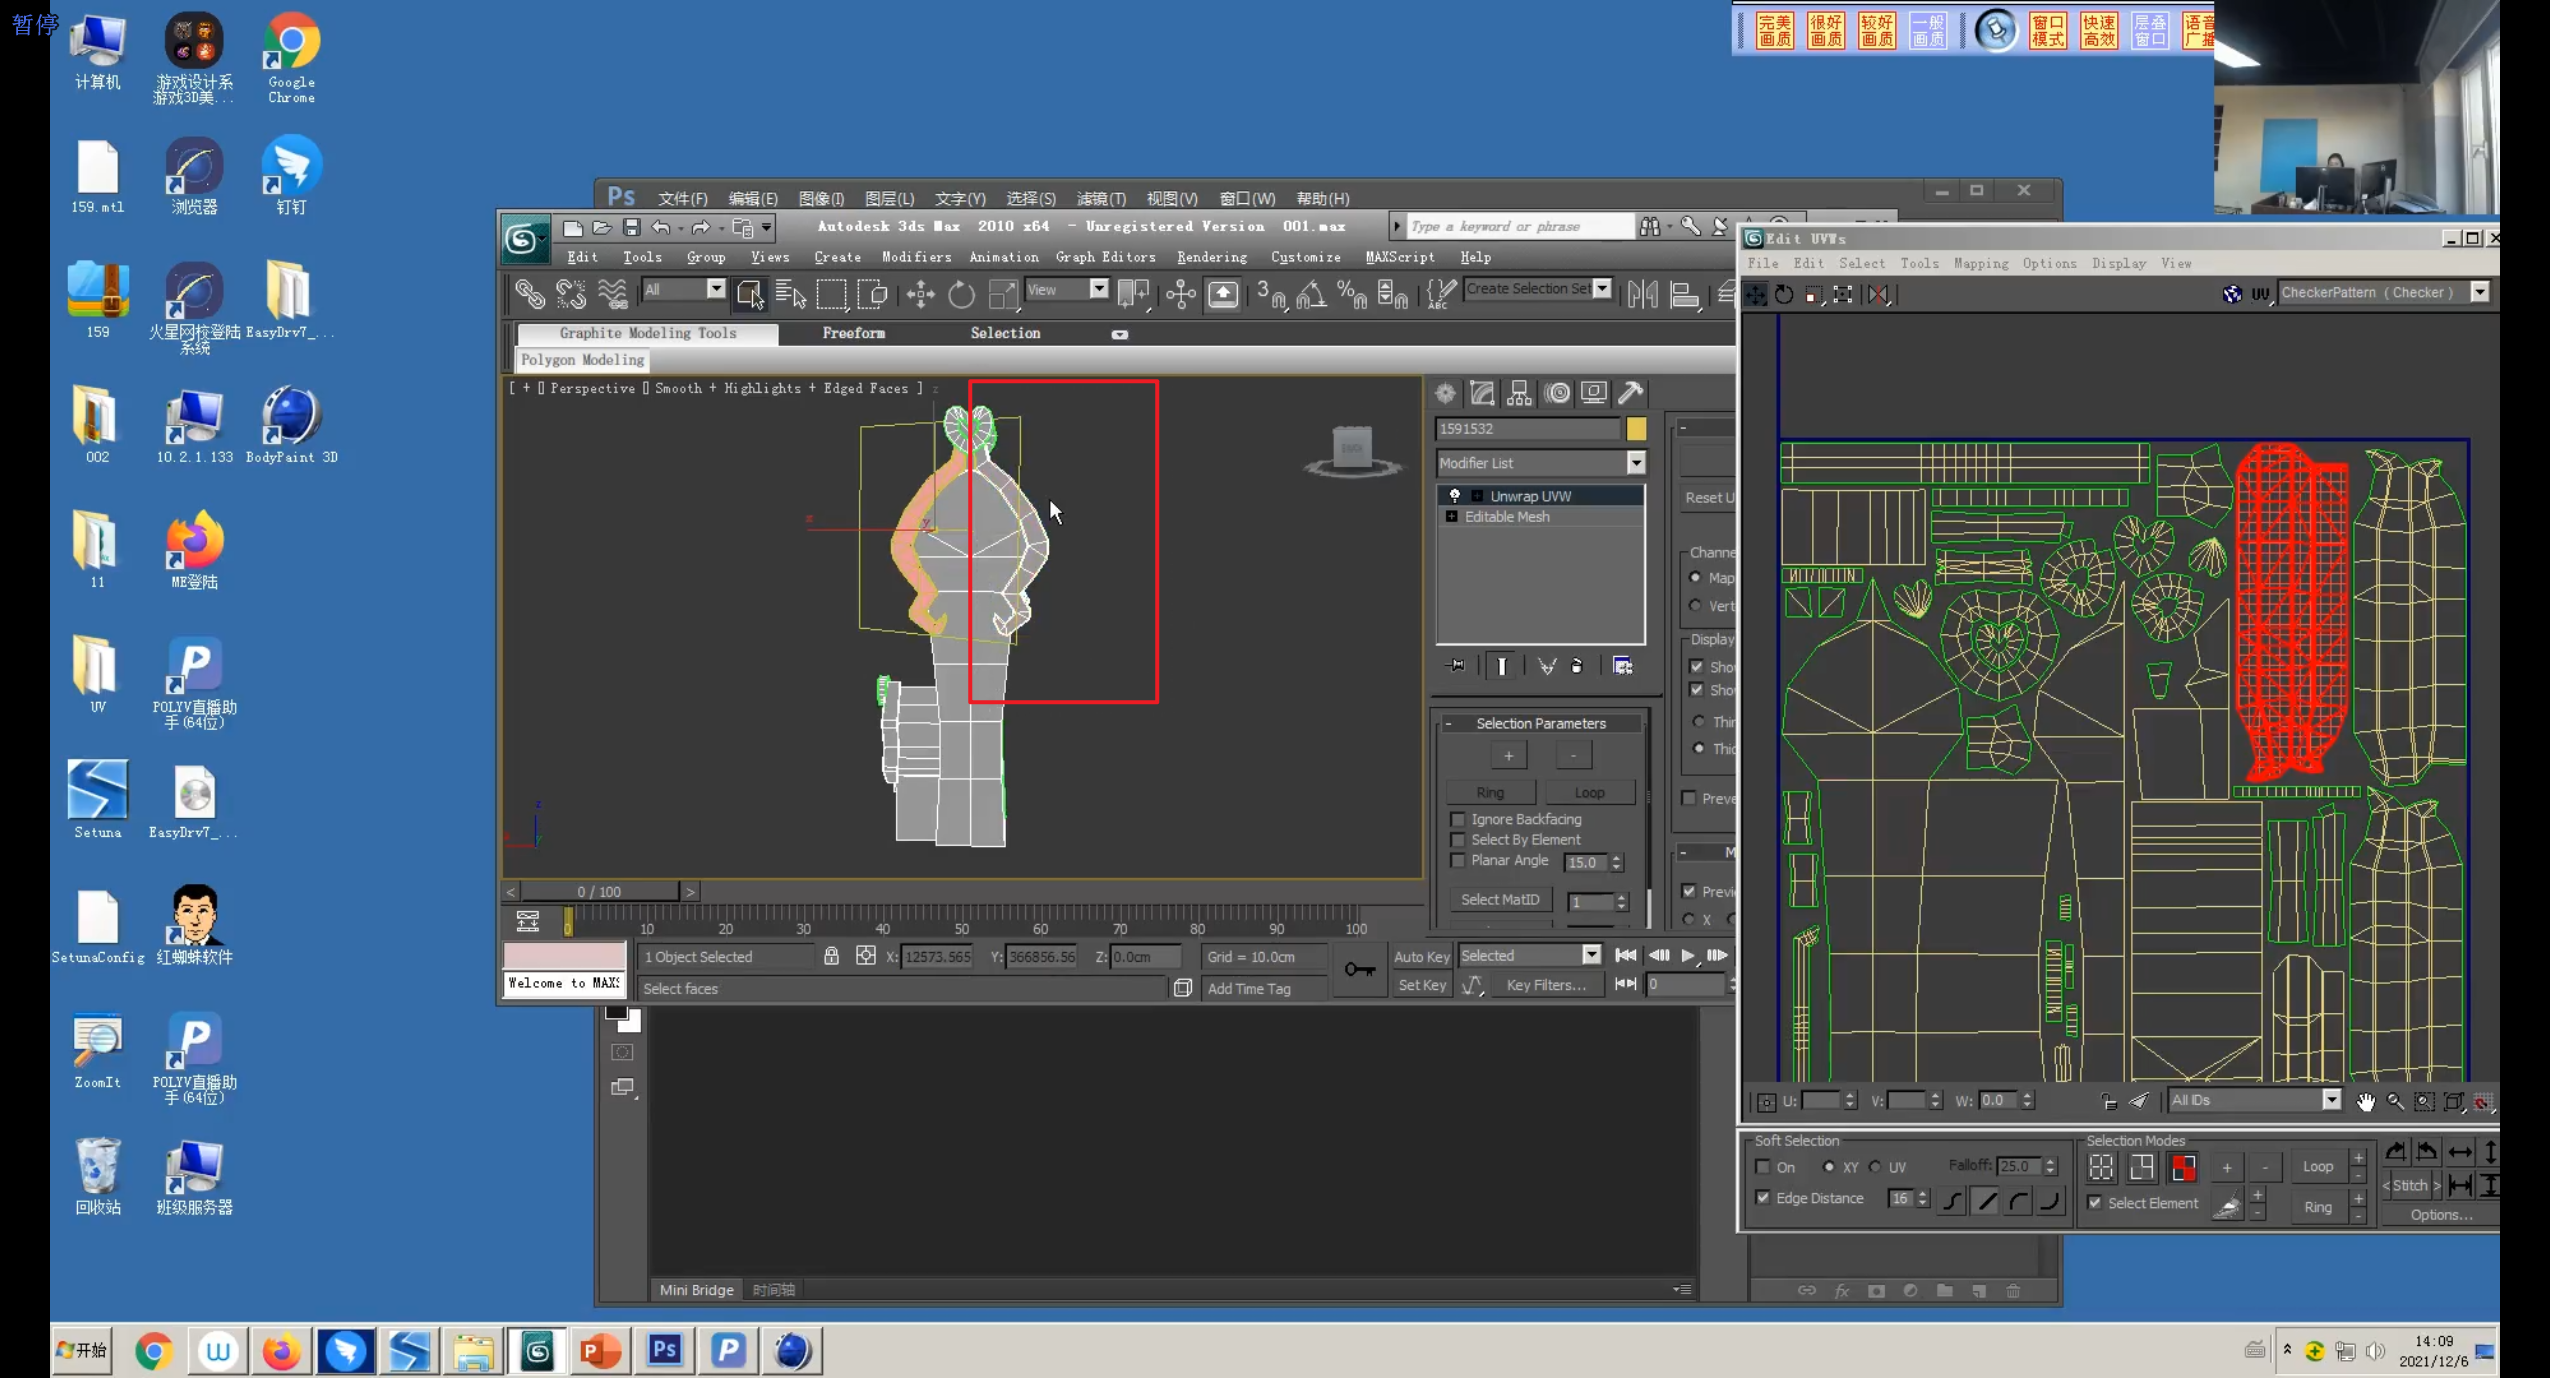 暂停
计算机
游戏设计系
游戏3D美...
Google
Chrome
159.mtl
浏览器
钉钉
159
火星网校登陆
系统
EasyDrv7_...
002
10.2.1.133
BodyPaint 3D
11
ME登陆
UV
POLYV直播助
手(64位)
Setuna
EasyDrv7_...
SetunaConfig
红蜘蛛软件
ZoomIt
POLYV直播助
手(64位)
回收站
班级服务器
完美
画质
很好
画质
较好
画质
一般
画质
窗口
模式
快速
高效
层叠
窗口
语音
广播
Ps 文件(F) 编辑(E) 图像(I) 图层(L) 文字(Y) 选择(S) 滤镜(T) 视图(V) 窗口(W) 帮助(H)
Autodesk 3ds Max 2010 x64 - Unregistered Version 001.max
Type a keyword or phrase
Edit Tools Group Views Create Modifiers Animation Graph Editors Rendering Customize MAXScript Help
All
View
3
ABC
Create Selection Set
Graphite Modeling Tools Freeform Selection
Polygon Modeling
[ + [] Perspective [] Smooth + Highlights + Edged Faces ]
z
x
y
z
1591532
Modifier List
Unwrap UVW
Editable Mesh
Reset U
Channe
Map
Vert
Display
Sho
Sho
Thir
Thic
Preve
M
Previ
X
- Selection Parameters
+ -
Ring Loop
Ignore Backfacing
Select By Element
Planar Angle 15.0
Select MatID 1
< 0 / 100 >
0 10 20 30 40 50 60 70 80 90 100
1 Object Selected X: 12573.565 Y: 366856.56 Z: 0.0cm Grid = 10.0cm Auto Key Selected
Welcome to MAXS Select faces Add Time Tag Set Key Key Filters... 0
Mini Bridge 时间轴
fx
Edit UVWs
File Edit Select Tools Mapping Options Display View
UV CheckerPattern ( Checker )
U: V: W: 0.0 All IDs
Soft Selection
On XY UV Falloff: 25.0
Edge Distance 16
Selection Modes
+ - Loop + -
Select Element + - Ring + -
< Stitch >
Options...
开始
14:09
2021/12/6